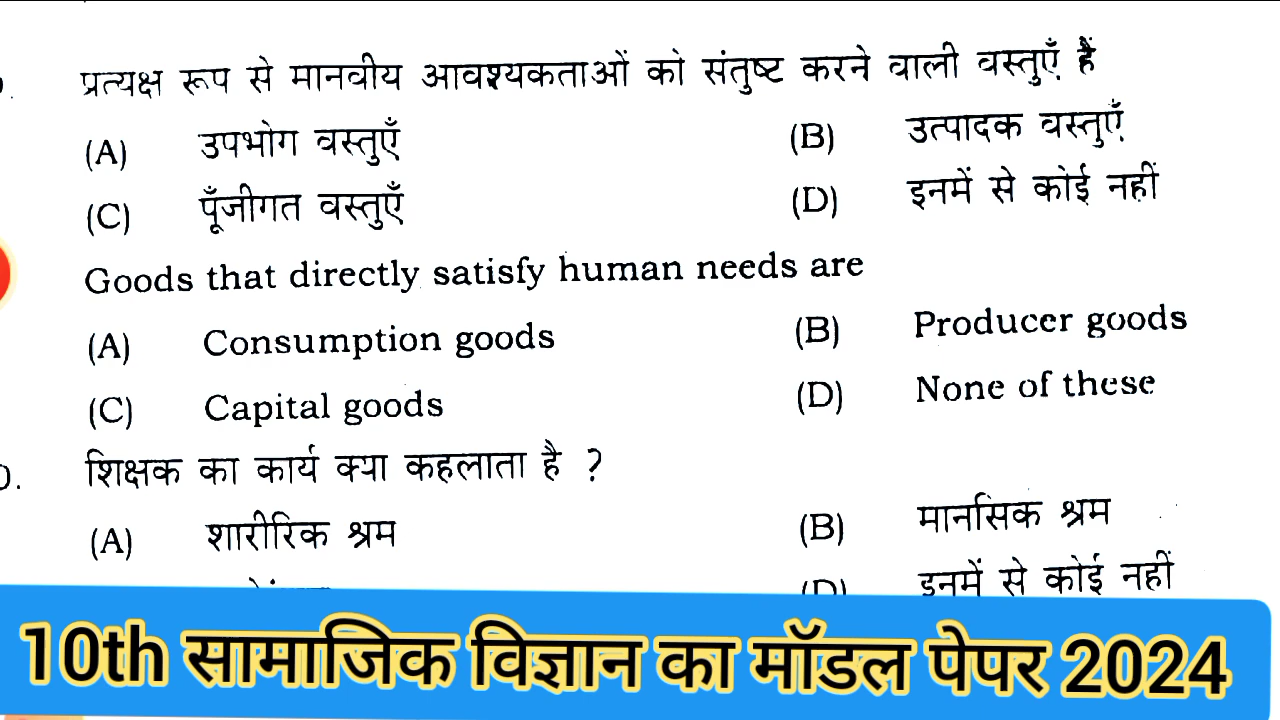 प्रत्यक्ष रूप से मानवीय आवश्यकताओं को संतुष्ट करने वाली वस्तुएँ हैं
(A) उपभोग वस्तुएँ (B) उत्पादक वस्तुएँ
(C) पूँजीगत वस्तुएँ (D) इनमें से कोई नहीं
Goods that directly satisfy human needs are
(A) Consumption goods (B) Producer goods
(C) Capital goods (D) None of these
शिक्षक का कार्य क्या कहलाता है ?
(A) शारीरिक श्रम (B) मानसिक श्रम
(D) इनमें से कोई नहीं
10th सामाजिक विज्ञान का मॉडल पेपर 2024